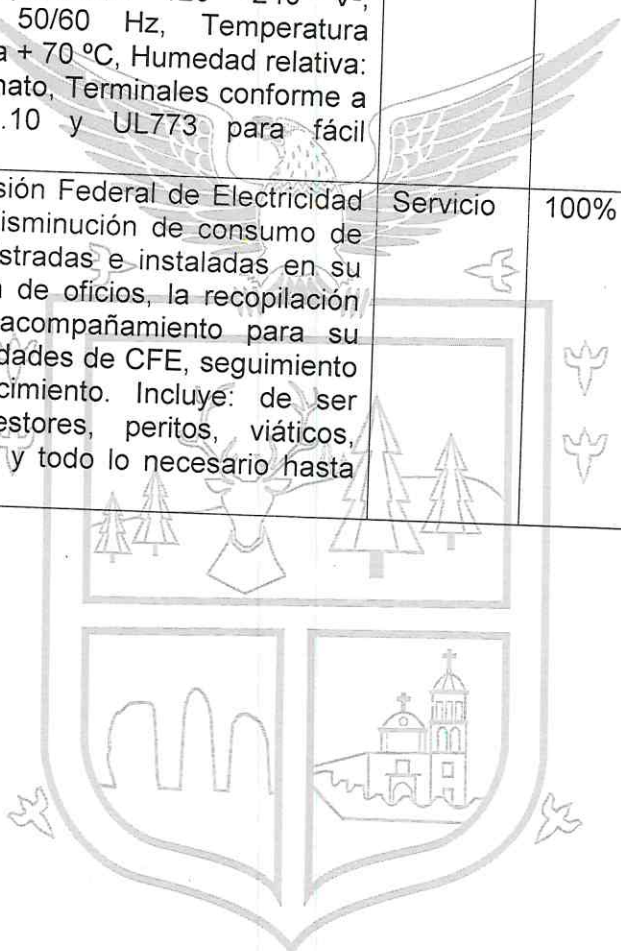 50/60 Hz, Temperatura
a + 70 ºC, Humedad relativa:
nato, Terminales conforme a
.10 y UL773 para fácil
sión Federal de Electricidad Servicio 100%
isminución de consumo de
stradas e instaladas en su
de oficios, la recopilación
acompañamiento para su
dades de CFE, seguimiento
cimiento. Incluye: de ser
estores, peritos, viáticos,
y todo lo necesario hasta